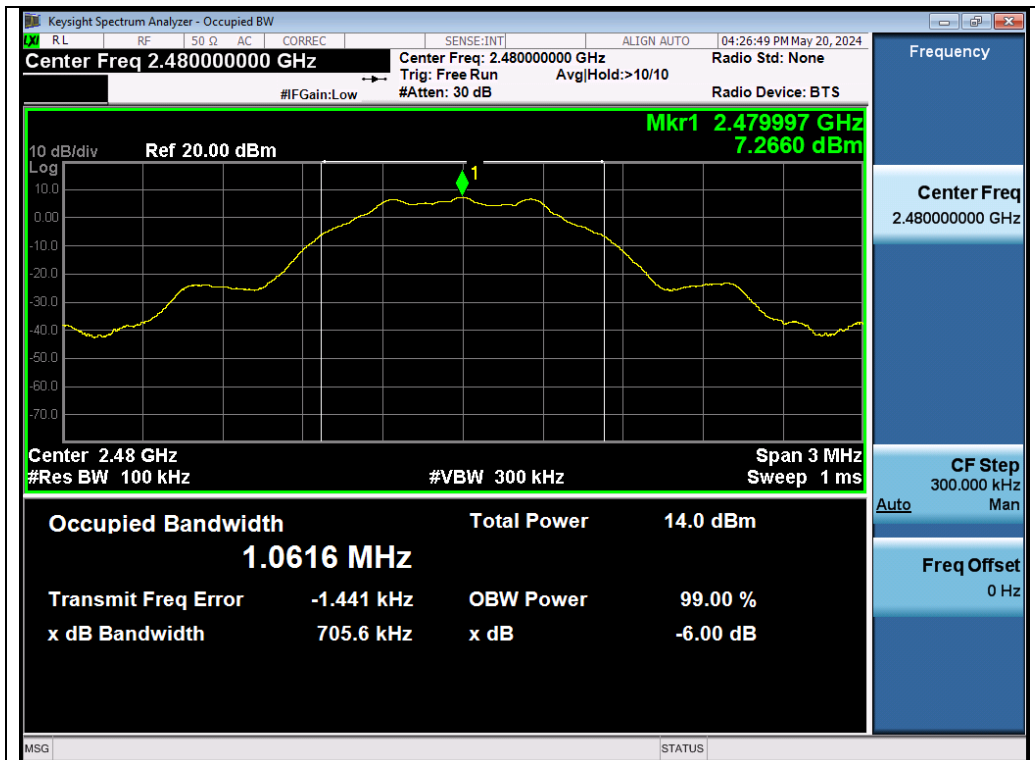 Keysight Spectrum Analyzer - Occupied BW
LXI RL RF 50 Ω AC CORREC SENSE:INT ALIGN AUTO 04:26:49 PM May 20, 2024
Center Freq 2.480000000 GHz
Center Freq: 2.480000000 GHz Radio Std: None
Trig: Free Run Avg|Hold:>10/10
#IFGain:Low #Atten: 30 dB Radio Device: BTS
Frequency
Mkr1 2.479997 GHz
7.2660 dBm
10 dB/div Ref 20.00 dBm
Log
1
10.0
0.00
-10.0
-20.0
-30.0
-40.0
-50.0
-60.0
-70.0
Center 2.48 GHz Span 3 MHz
#Res BW 100 kHz #VBW 300 kHz Sweep 1 ms
Center Freq
2.480000000 GHz
CF Step
300.000 kHz
Auto Man
Freq Offset
0 Hz
Occupied Bandwidth Total Power 14.0 dBm
1.0616 MHz
Transmit Freq Error -1.441 kHz OBW Power 99.00 %
x dB Bandwidth 705.6 kHz x dB -6.00 dB
MSG STATUS